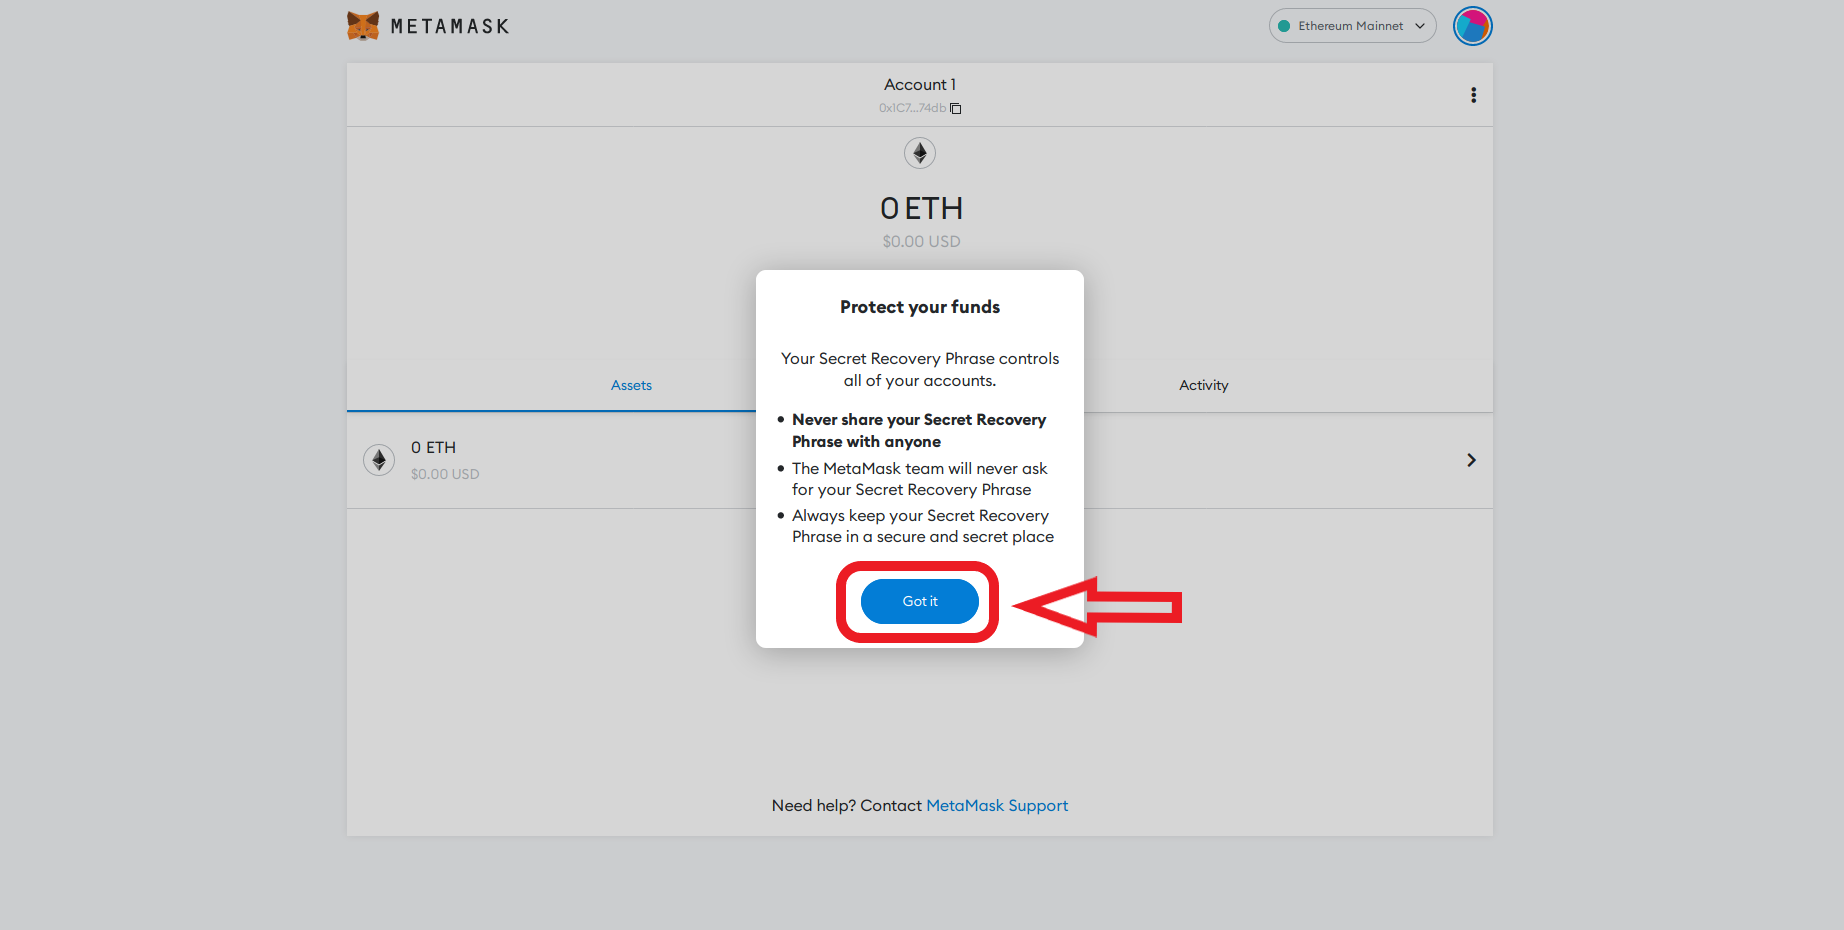 METAMASK
Ethereum Mainnet
Account 1
0x1C7...74db
0 ETH
$0.00 USD
Protect your funds
Your Secret Recovery Phrase controls
all of your accounts.
• Never share your Secret Recovery
Phrase with anyone
• The MetaMask team will never ask
for your Secret Recovery Phrase
• Always keep your Secret Recovery
Phrase in a secure and secret place
Got it
Assets
Activity
0 ETH
$0.00 USD
Need help? Contact MetaMask Support